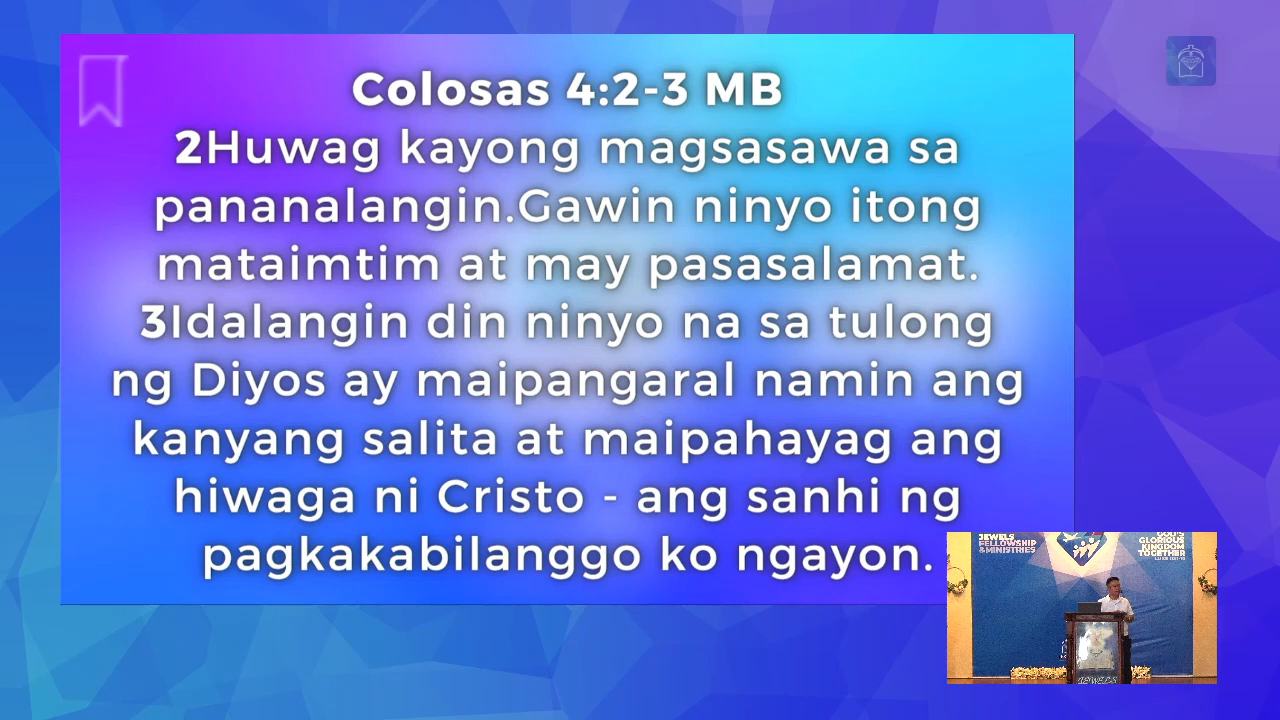 Colosas 4:2-3 MB
2Huwag kayong magsasawa sa
pananalangin.Gawin ninyo itong
mataimtim at may pasasalamat.
3Idalangin din ninyo na sa tulong
ng Diyos ay maipangaral namin ang
kanyang salita at maipahayag ang
hiwaga ni Cristo - ang sanhi ng
pagkakabilanggo ko ngayon.
JEWELS
FELLOWSHIP
&MINISTRIES
GLORIOUS
KINGDOM
TOGETHER
JEWELS